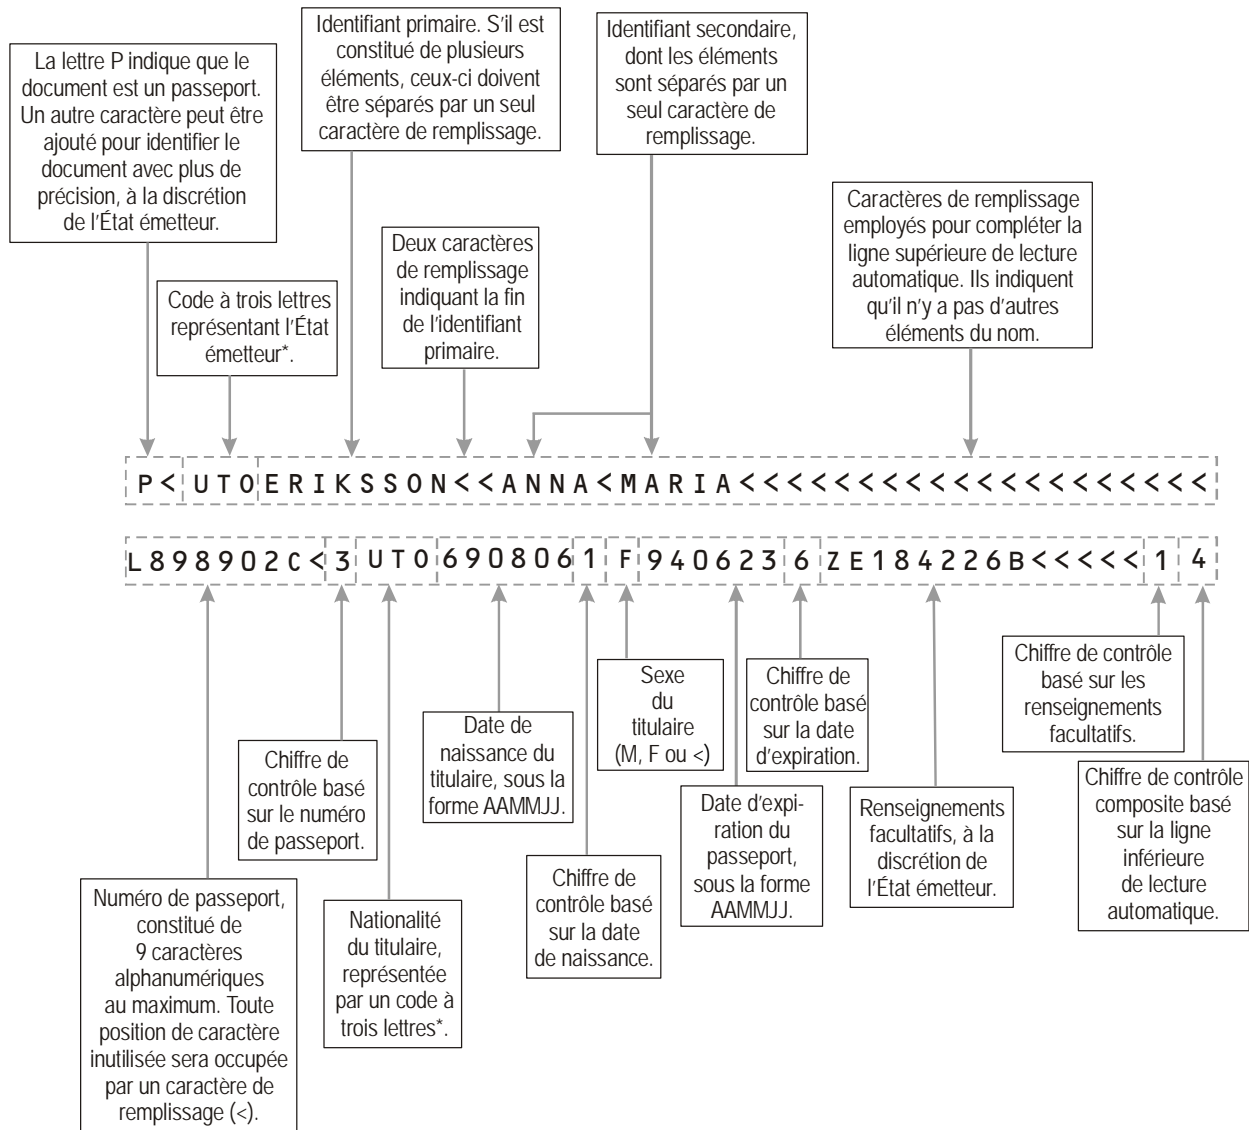 La lettre P indique que le
document est un passeport.
Un autre caractère peut être
ajouté pour identifier le
document avec plus de
précision, à la discrétion
de l'État émetteur.
Identifiant primaire. S'il est
constitué de plusieurs
éléments, ceux-ci doivent
être séparés par un seul
caractère de remplissage.
Identifiant secondaire,
dont les éléments
sont séparés par un
seul caractère de
remplissage.
Code à trois lettres
représentant l'État
émetteur*.
Deux caractères
de remplissage
indiquant la fin
de l'identifiant
primaire.
Caractères de remplissage
employés pour compléter la
ligne supérieure de lecture
automatique. Ils indiquent
qu'il n'y a pas d'autres
éléments du nom.
P<UTOERIKSSON<<ANNA<MARIA<<<<<<<<<<<<<<<<<<<
L898902C<3UTO6908061F9406236ZE184226B<<<<<14
Numéro de passeport,
constitué de
9 caractères
alphanumériques
au maximum. Toute
position de caractère
inutilisée sera occupée
par un caractère de
remplissage (<).
Chiffre de
contrôle basé
sur le numéro
de passeport.
Nationalité
du titulaire,
représentée
par un code à
trois lettres*.
Date de
naissance du
titulaire, sous la
forme AAMMJJ.
Chiffre de
contrôle basé
sur la date
de naissance.
Sexe
du
titulaire
(M, F ou <)
Date d'expi-
ration du
passeport,
sous la forme
AAMMJJ.
Chiffre de
contrôle basé
sur la date
d'expiration.
Renseignements
facultatifs, à la
discrétion de
l'État émetteur.
Chiffre de contrôle
basé sur les
renseignements
facultatifs.
Chiffre de contrôle
composite basé
sur la ligne
inférieure
de lecture
automatique.